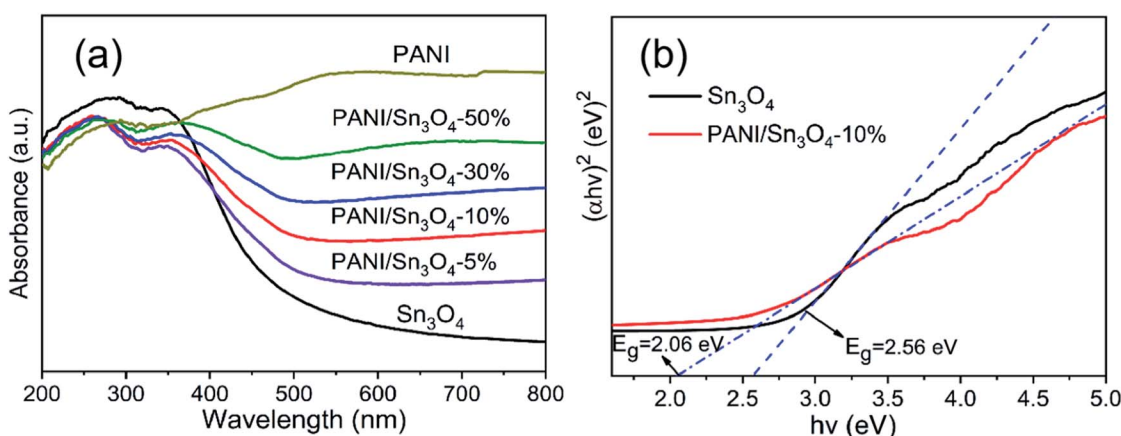 (a)
PANI
PANI/Sn₃O₄-50%
PANI/Sn₃O₄-30%
PANI/Sn₃O₄-10%
PANI/Sn₃O₄-5%
Sn₃O₄
Absorbance (a.u.)
200 300 400 500 600 700 800
Wavelength (nm)
(b)
Sn₃O₄
PANI/Sn₃O₄-10%
(αhν)² (eV)²
E_g=2.06 eV
E_g=2.56 eV
2.0 2.5 3.0 3.5 4.0 4.5 5.0
hν (eV)